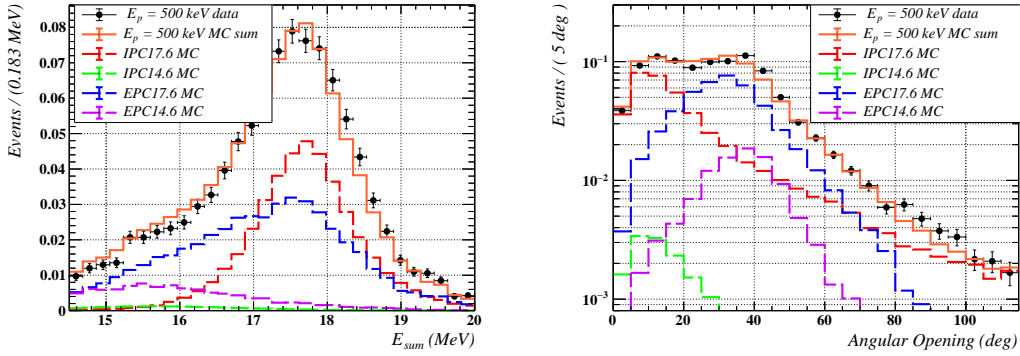 Events / (0.183 MeV)
0.08
0.07
0.06
0.05
0.04
0.03
0.02
0.01
0
E_p = 500 keV data
E_p = 500 keV MC sum
IPC17.6 MC
IPC14.6 MC
EPC17.6 MC
EPC14.6 MC
15 16 17 18 19 20
E_sum (MeV)
Events / ( 5 deg )
10⁻¹
10⁻²
10⁻³
E_p = 500 keV data
E_p = 500 keV MC sum
IPC17.6 MC
IPC14.6 MC
EPC17.6 MC
EPC14.6 MC
0 20 40 60 80 100
Angular Opening (deg)